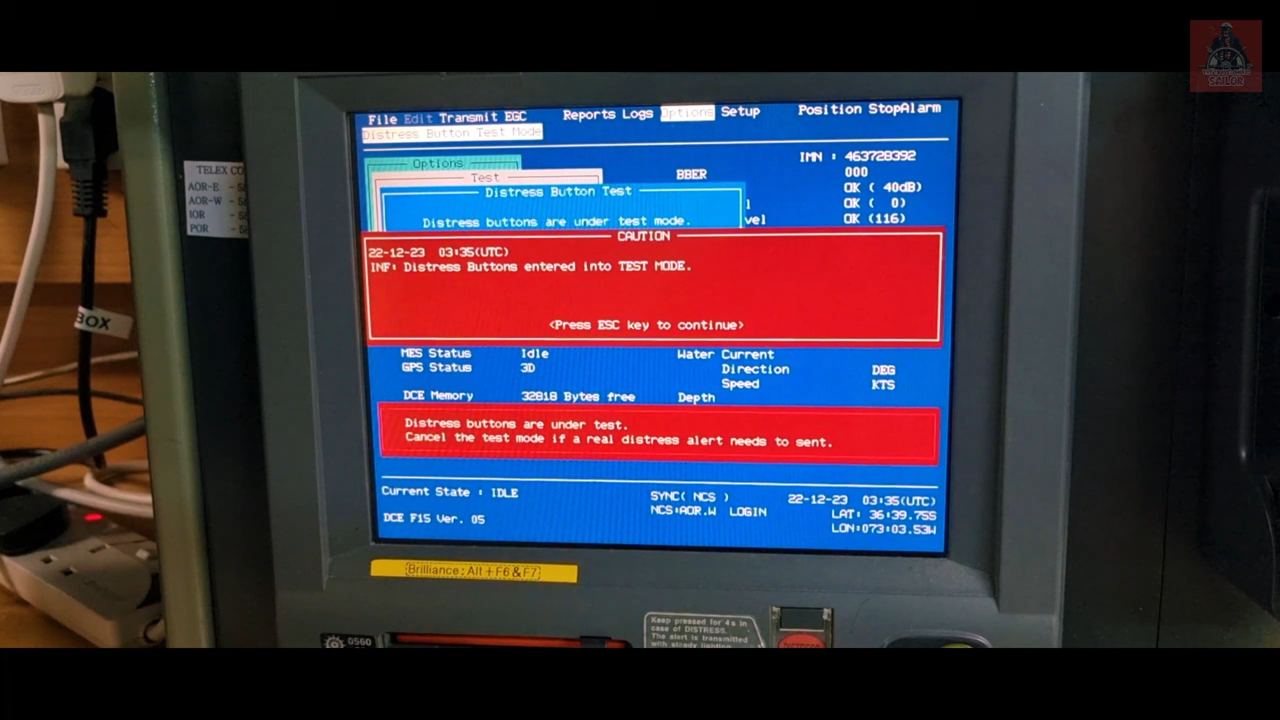 File Edit Transmit EGC Reports Logs Options Setup Position StopAlarm
Distress Button Test Mode
Options
Test
Distress Button Test
Distress buttons are under test mode.
BBER
vel
IMN : 463728392
000
OK ( 40dB)
OK ( 0)
OK (116)
CAUTION
22-12-23 03:35(UTC)
INF: Distress Buttons entered into TEST MODE.
<Press ESC key to continue>
MES Status Idle Water Current
GPS Status 3D Direction DEG
Speed KTS
DCE Memory 32818 Bytes free Depth
Distress buttons are under test.
Cancel the test mode if a real distress alert needs to sent.
Current State : IDLE SYNC( NCS ) 22-12-23 03:35(UTC)
NCS:AOR.W LOGIN LAT: 36:39.75S
DCE F15 Ver. 05 LON:073:03.53W
Brilliance: Alt+F6&F7
TELEX CO
AOR-E - 5
AOR-W - 5
IOR - 5
POR - 5
BOX
0560
Keep pressed for 4s in
case of DISTRESS.
The alert is transmitted
with steady lighting
SAILOR